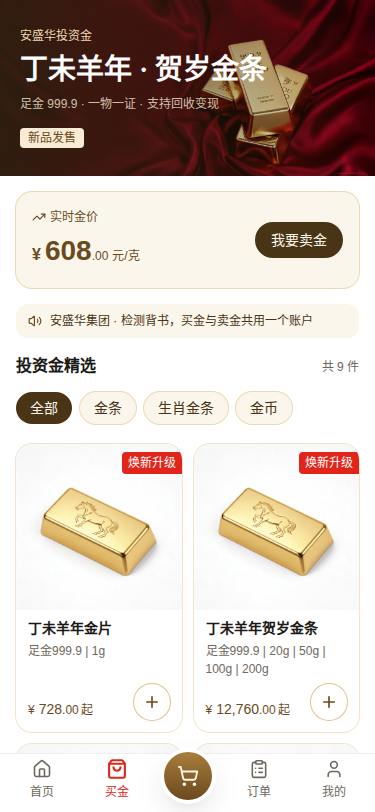 安盛华投资金
丁未羊年 · 贺岁金条
足金 999.9 · 一物一证 · 支持回收变现
新品发售
实时金价
¥ 608.00 元/克
我要卖金
安盛华集团 · 检测背书，买金与卖金共用一个账户
投资金精选
共 9 件
全部
金条
生肖金条
金币
焕新升级
焕新升级
丁未羊年金片
足金999.9 | 1g
¥ 728.00 起
丁未羊年贺岁金条
足金999.9 | 20g | 50g |
100g | 200g
¥ 12,760.00 起
首页
买金
订单
我的